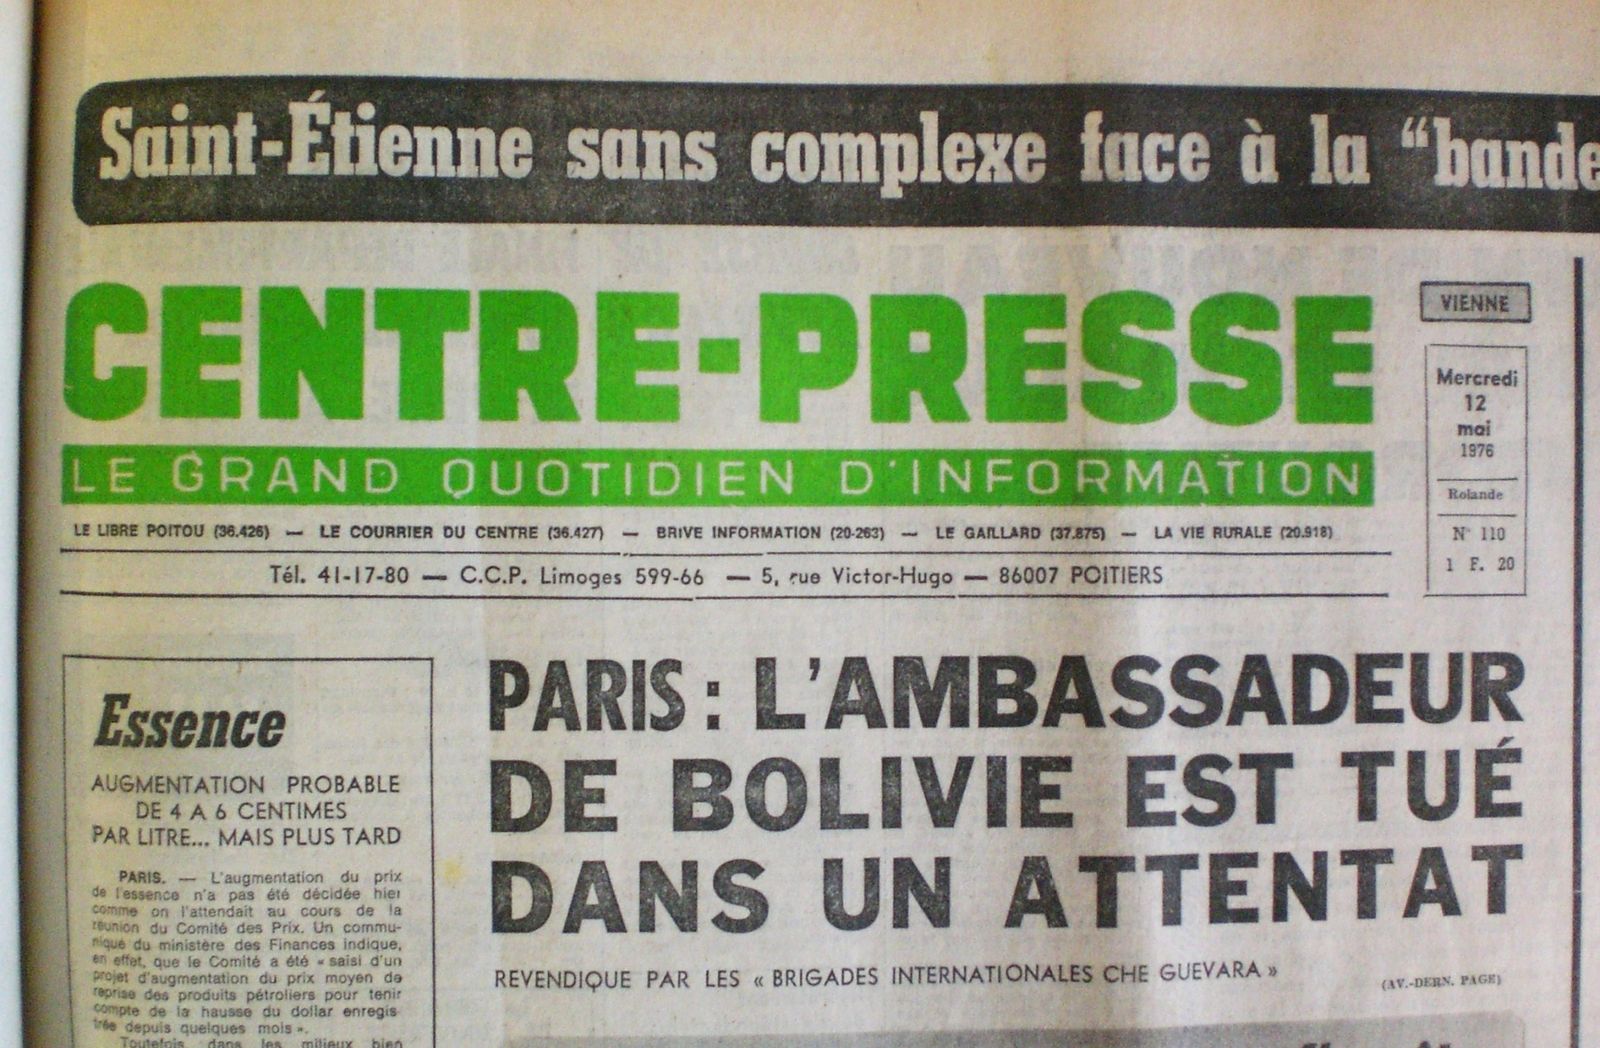 Saint-Étienne sans complexe face à la “bande
CENTRE-PRESSE
LE GRAND QUOTIDIEN D'INFORMATION
LE LIBRE POITOU (36.426) — LE COURRIER DU CENTRE (36.427) — BRIVE INFORMATION (20-263) — LE GAILLARD (37.875) — LA VIE RURALE (20.918)
Tél. 41-17-80 — C.C.P. Limoges 599-66 — 5, rue Victor-Hugo — 86007 POITIERS
VIENNE
Mercredi
12
mai
1976
Rolande
N° 110
1 F. 20
Essence
AUGMENTATION PROBABLE
DE 4 A 6 CENTIMES
PAR LITRE... MAIS PLUS TARD
PARIS. — L'augmentation du prix
de l'essence n'a pas été décidée hier
comme on l'attendait au cours de la
réunion du Comité des Prix. Un commu-
niqué du ministère des Finances indique,
en effet, que le Comité a été « saisi d'un
projet d'augmentation du prix moyen de
reprise des produits pétroliers pour tenir
compte de la hausse du dollar enregis
trée depuis quelques mois ».
Toutefois, dans les milieux bien
PARIS : L'AMBASSADEUR
DE BOLIVIE EST TUÉ
DANS UN ATTENTAT
REVENDIQUE PAR LES « BRIGADES INTERNATIONALES CHE GUEVARA »
(AV.-DERN. PAGE)